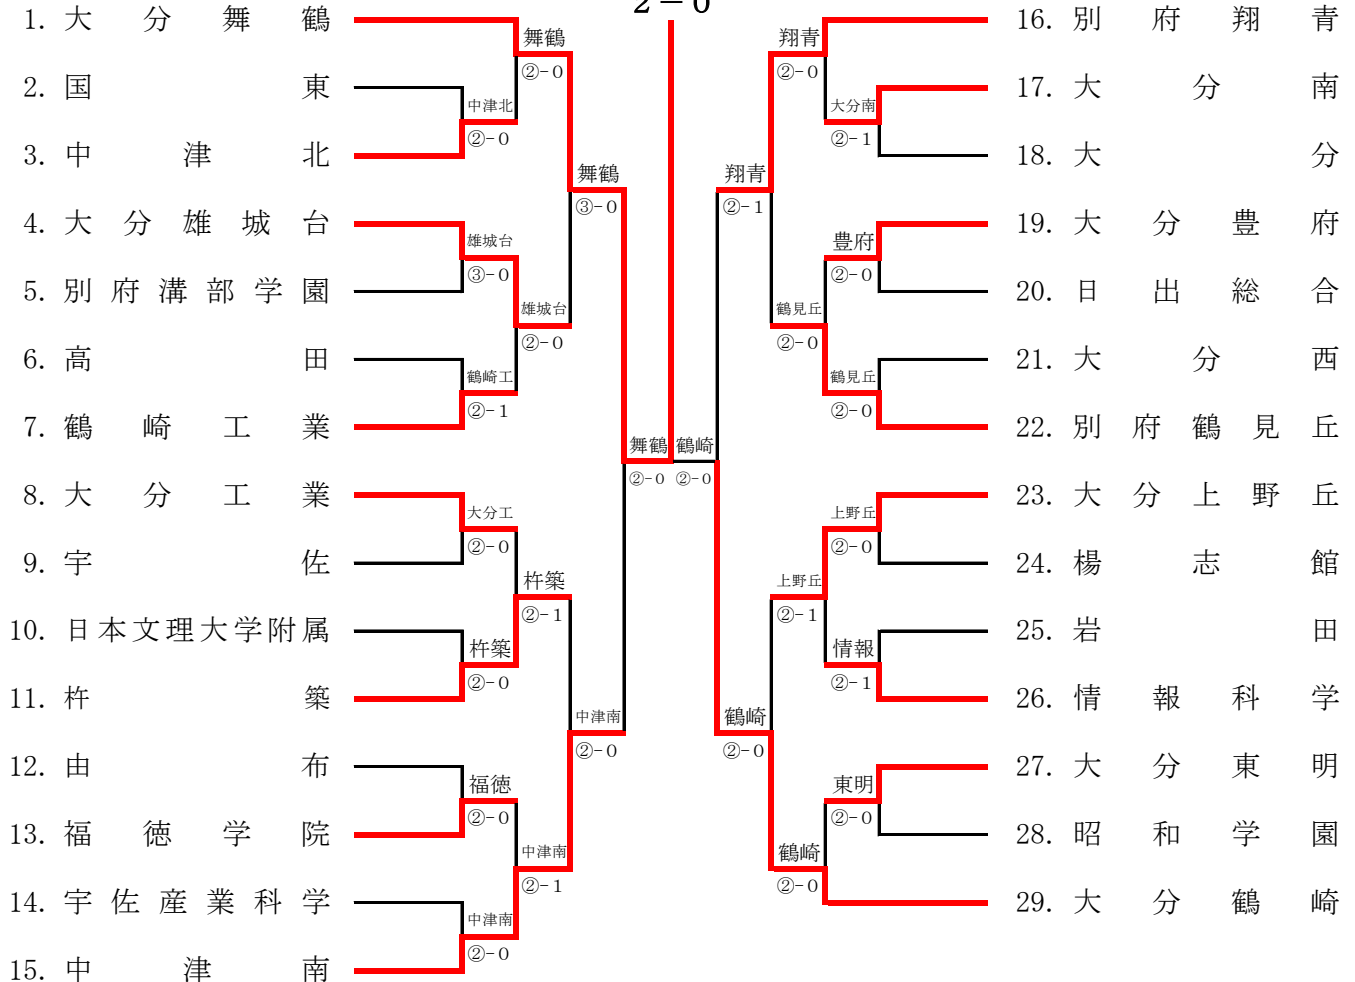 2－0
1. 大分舞鶴
2. 国東
3. 中津北
4. 大分雄城台
5. 別府溝部学園
6. 高田
7. 鶴崎工業
8. 大分工業
9. 宇佐
10. 日本文理大学附属
11. 杵築
12. 由布
13. 福徳学院
14. 宇佐産業科学
15. 中津南
中津北
②-0
雄城台
③-0
鶴崎工
②-1
大分工
②-0
杵築
②-0
福徳
②-0
中津南
②-0
舞鶴
②-0
雄城台
②-0
杵築
②-1
中津南
②-1
舞鶴
③-0
中津南
②-0
舞鶴 鶴崎
②-0 ②-0
翔青
②-1
鶴崎
②-0
翔青
②-0
鶴見丘
②-0
上野丘
②-1
鶴崎
②-0
大分南
②-1
豊府
②-0
鶴見丘
②-0
上野丘
②-0
情報
②-1
東明
②-0
16. 別府翔青
17. 大分南
18. 大分
19. 大分豊府
20. 日出総合
21. 大分西
22. 別府鶴見丘
23. 大分上野丘
24. 楊志館
25. 岩田
26. 情報科学
27. 大分東明
28. 昭和学園
29. 大分鶴崎